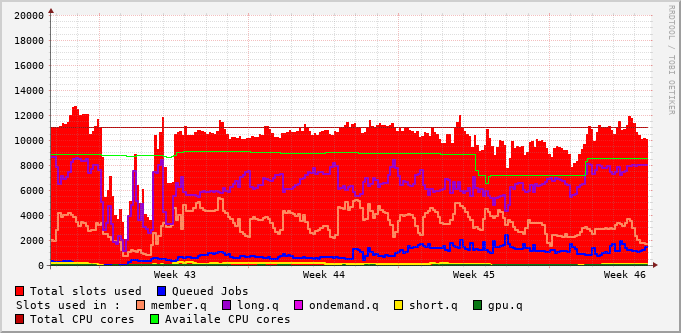 20000
18000
16000
14000
12000
10000
8000
6000
4000
2000
0
Week 43 Week 44 Week 45 Week 46
RRDTOOL / TOBI OETIKER
Total slots used Queued Jobs
Slots used in : member.q long.q ondemand.q short.q gpu.q
Total CPU cores Availale CPU cores